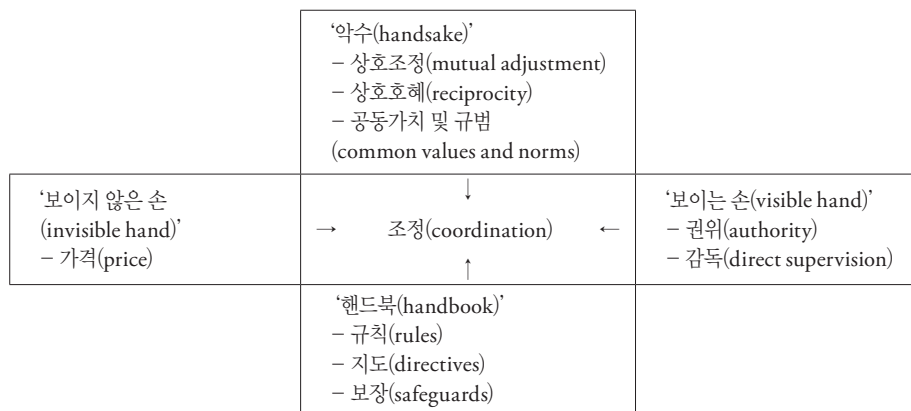 ‘악수(handsake)’
– 상호조정(mutual adjustment)
– 상호호혜(reciprocity)
– 공동가치 및 규범
(common values and norms)
‘보이지 않은 손
(invisible hand)’
– 가격(price)
→
↓
조정(coordination)
↑
←
‘보이는 손(visible hand)’
– 권위(authority)
– 감독(direct supervision)
‘핸드북(handbook)’
– 규칙(rules)
– 지도(directives)
– 보장(safeguards)